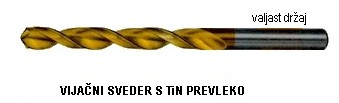 valjast držaj
VIJAČNI SVEDER S TiN PREVLEKO